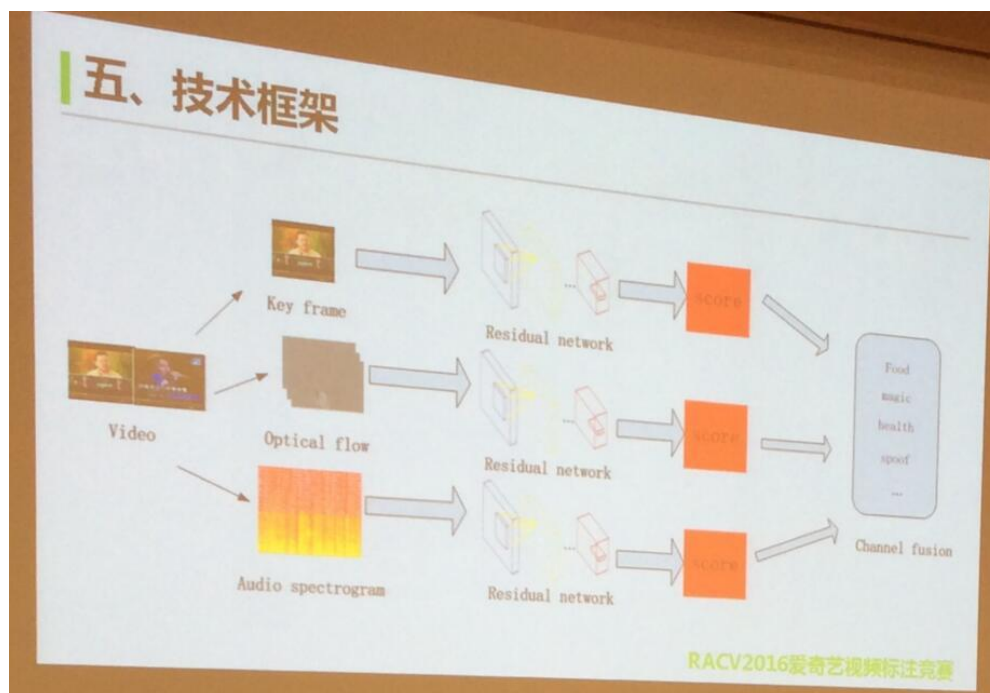 五、技术框架
Key frame
Residual network
score
Video
Optical flow
Residual network
score
Audio spectrogram
Residual network
score
Food
magic
health
spoof
...
Channel fusion
RACV2016爱奇艺视频标注竞赛